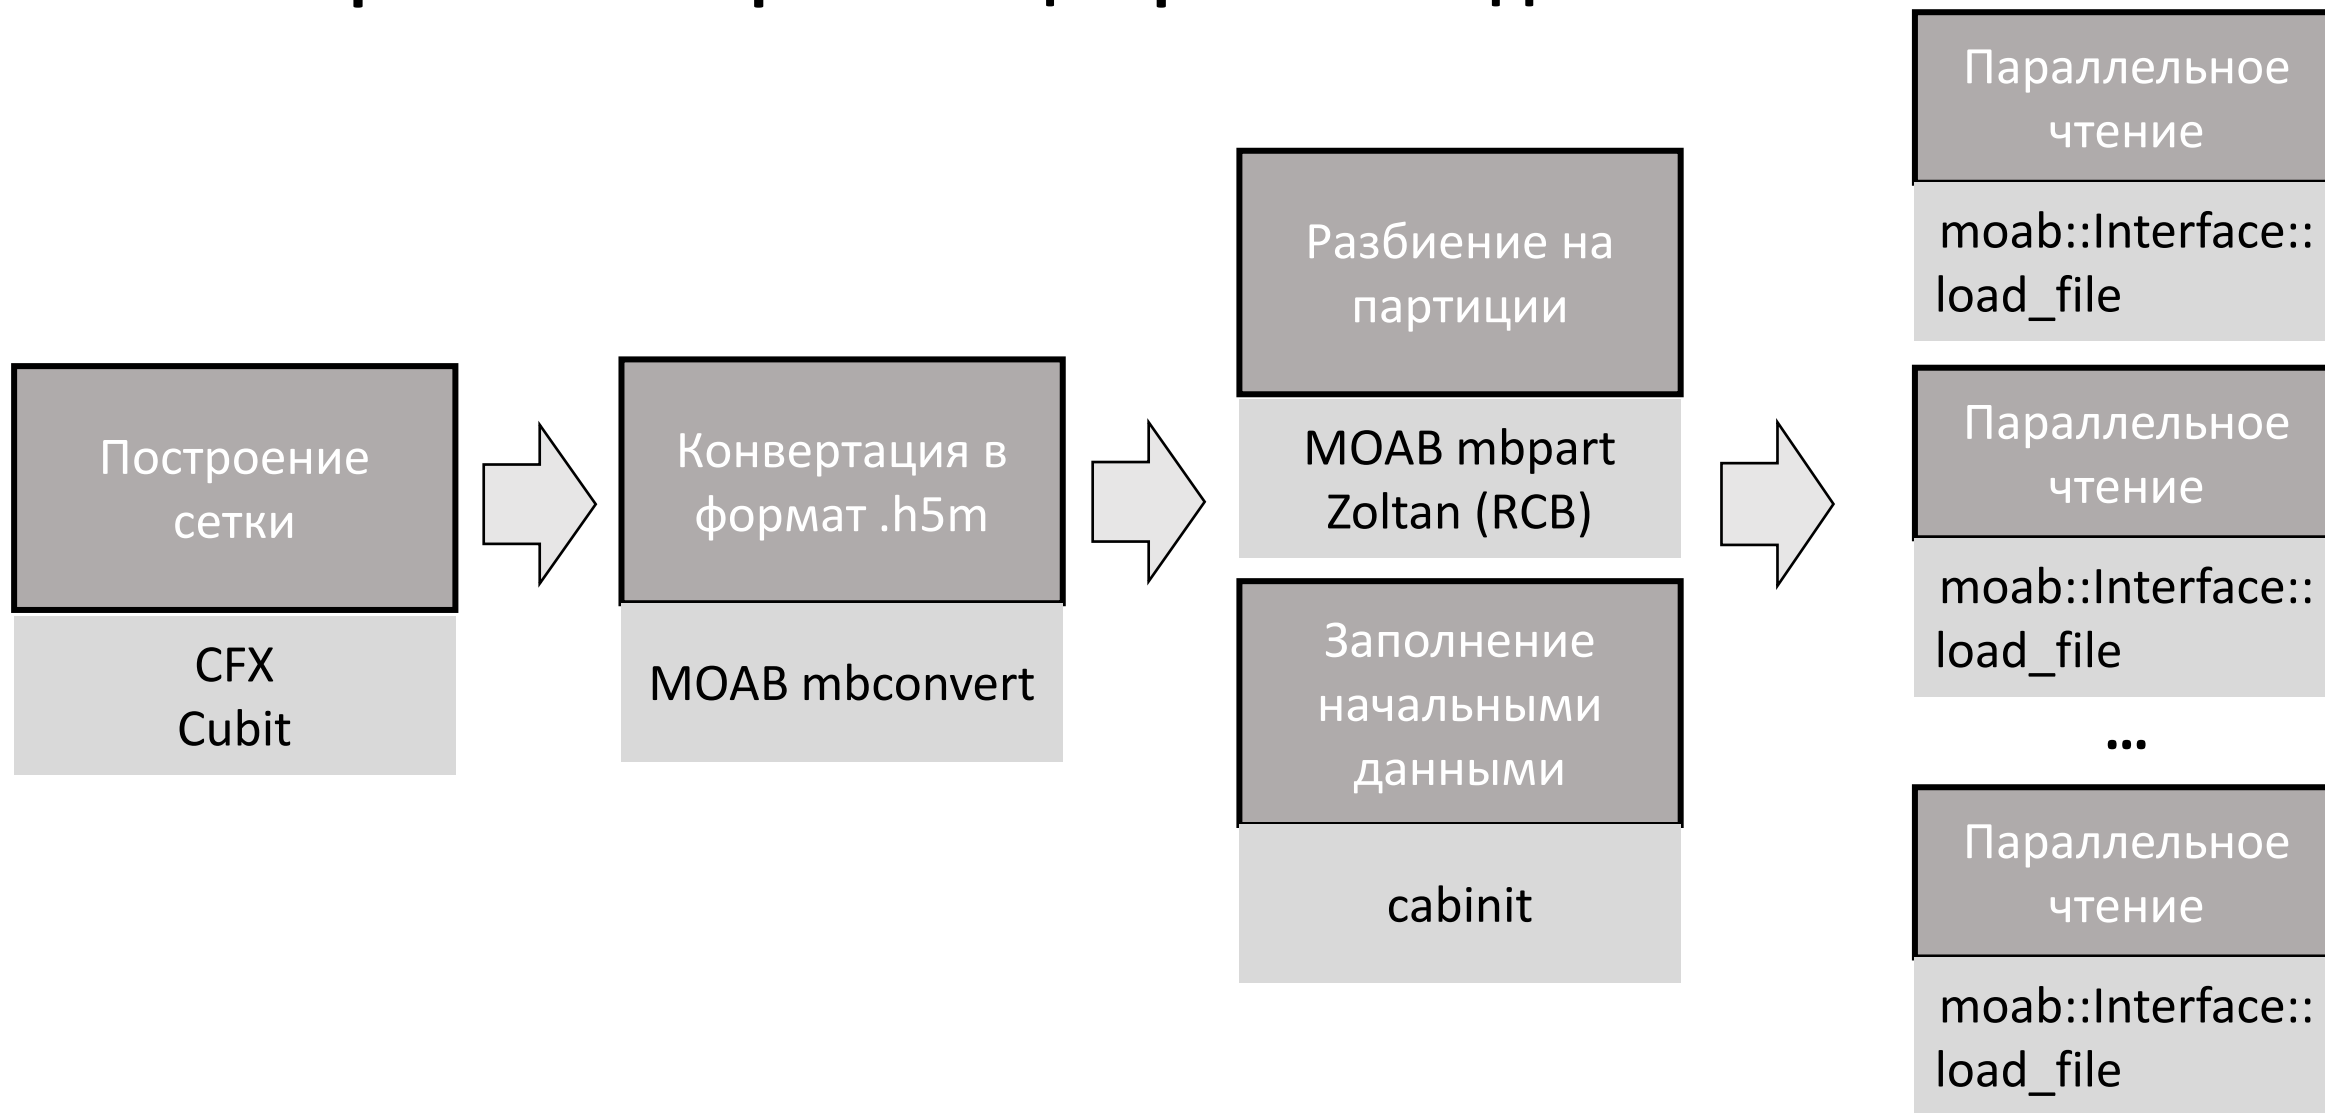 Построение
сетки
CFX
Cubit
Конвертация в
формат .h5m
MOAB mbconvert
Разбиение на
партиции
MOAB mbpart
Zoltan (RCB)
Заполнение
начальными
данными
cabinit
Параллельное
чтение
moab::Interface::
load_file
Параллельное
чтение
moab::Interface::
load_file
...
Параллельное
чтение
moab::Interface::
load_file